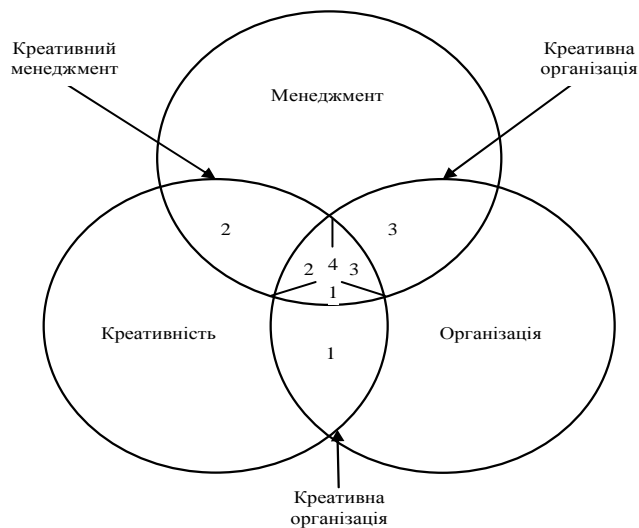 Креативний
менеджмент
Креативна
організація
Менеджмент
2
3
2 4 3
1
Креативність
Організація
1
Креативна
організація